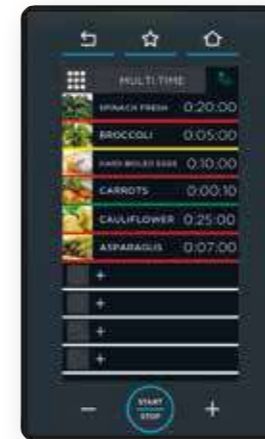 MULTI TIME
SPINACH FRESH 0:20:00
BROCCOLI 0:05:00
HARD BOILED EGGS 0:10:00
CARROTS 0:00:10
CAULIFLOWER 0:25:00
ASPARAGUS 0:07:00
+
+
+
+
- START +
STOP